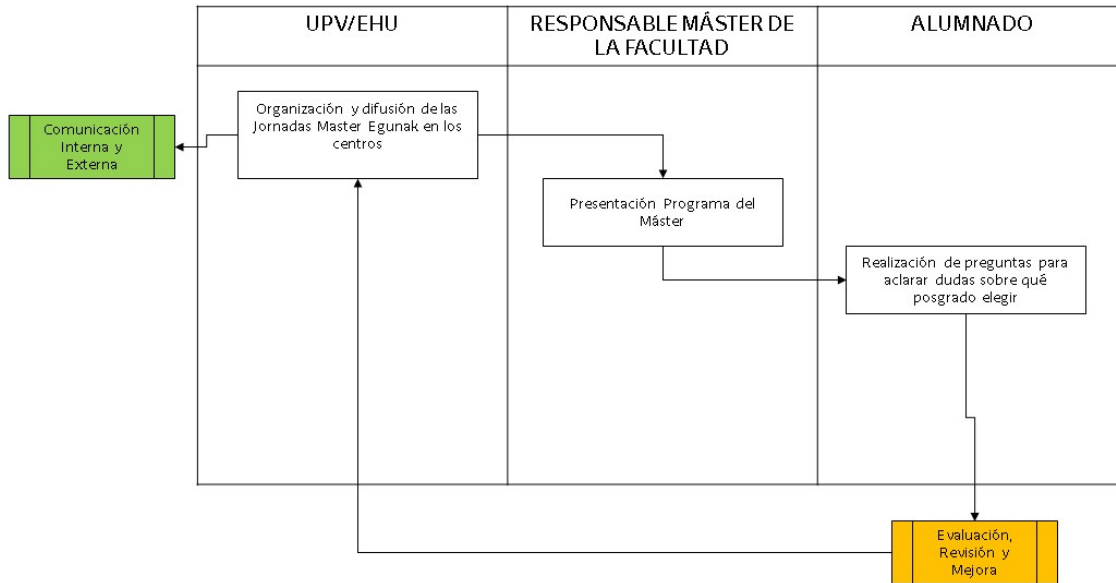 UPV/EHU
RESPONSABLE MÁSTER DE
LA FACULTAD
ALUMNADO
Organización y difusión de las
Jornadas Master Egunak en los
centros
Comunicación
Interna y
Externa
Presentación Programa del
Máster
Realización de preguntas para
aclarar dudas sobre qué
posgrado elegir
Evaluación,
Revisión y
Mejora